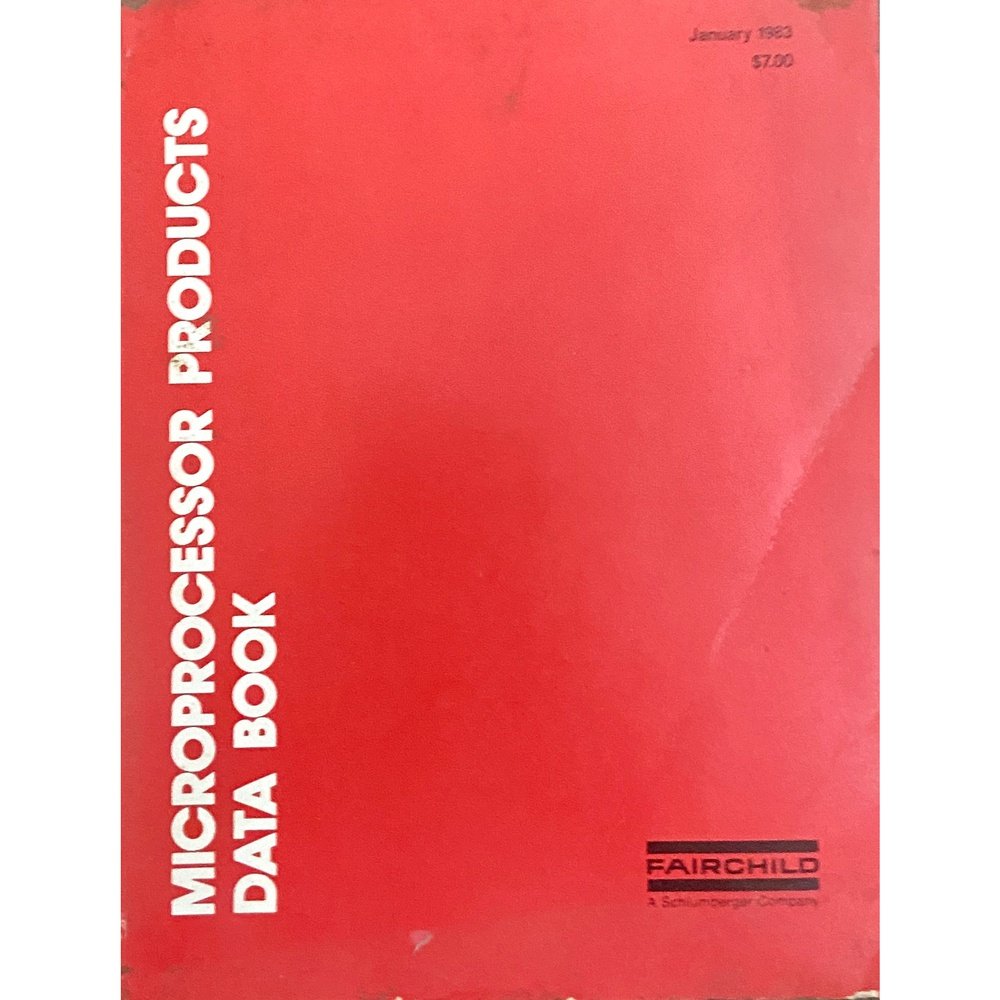 January 1983
$7.00
MICROPROCESSOR PRODUCTS
DATA BOOK
FAIRCHILD
A Schlumberger Company